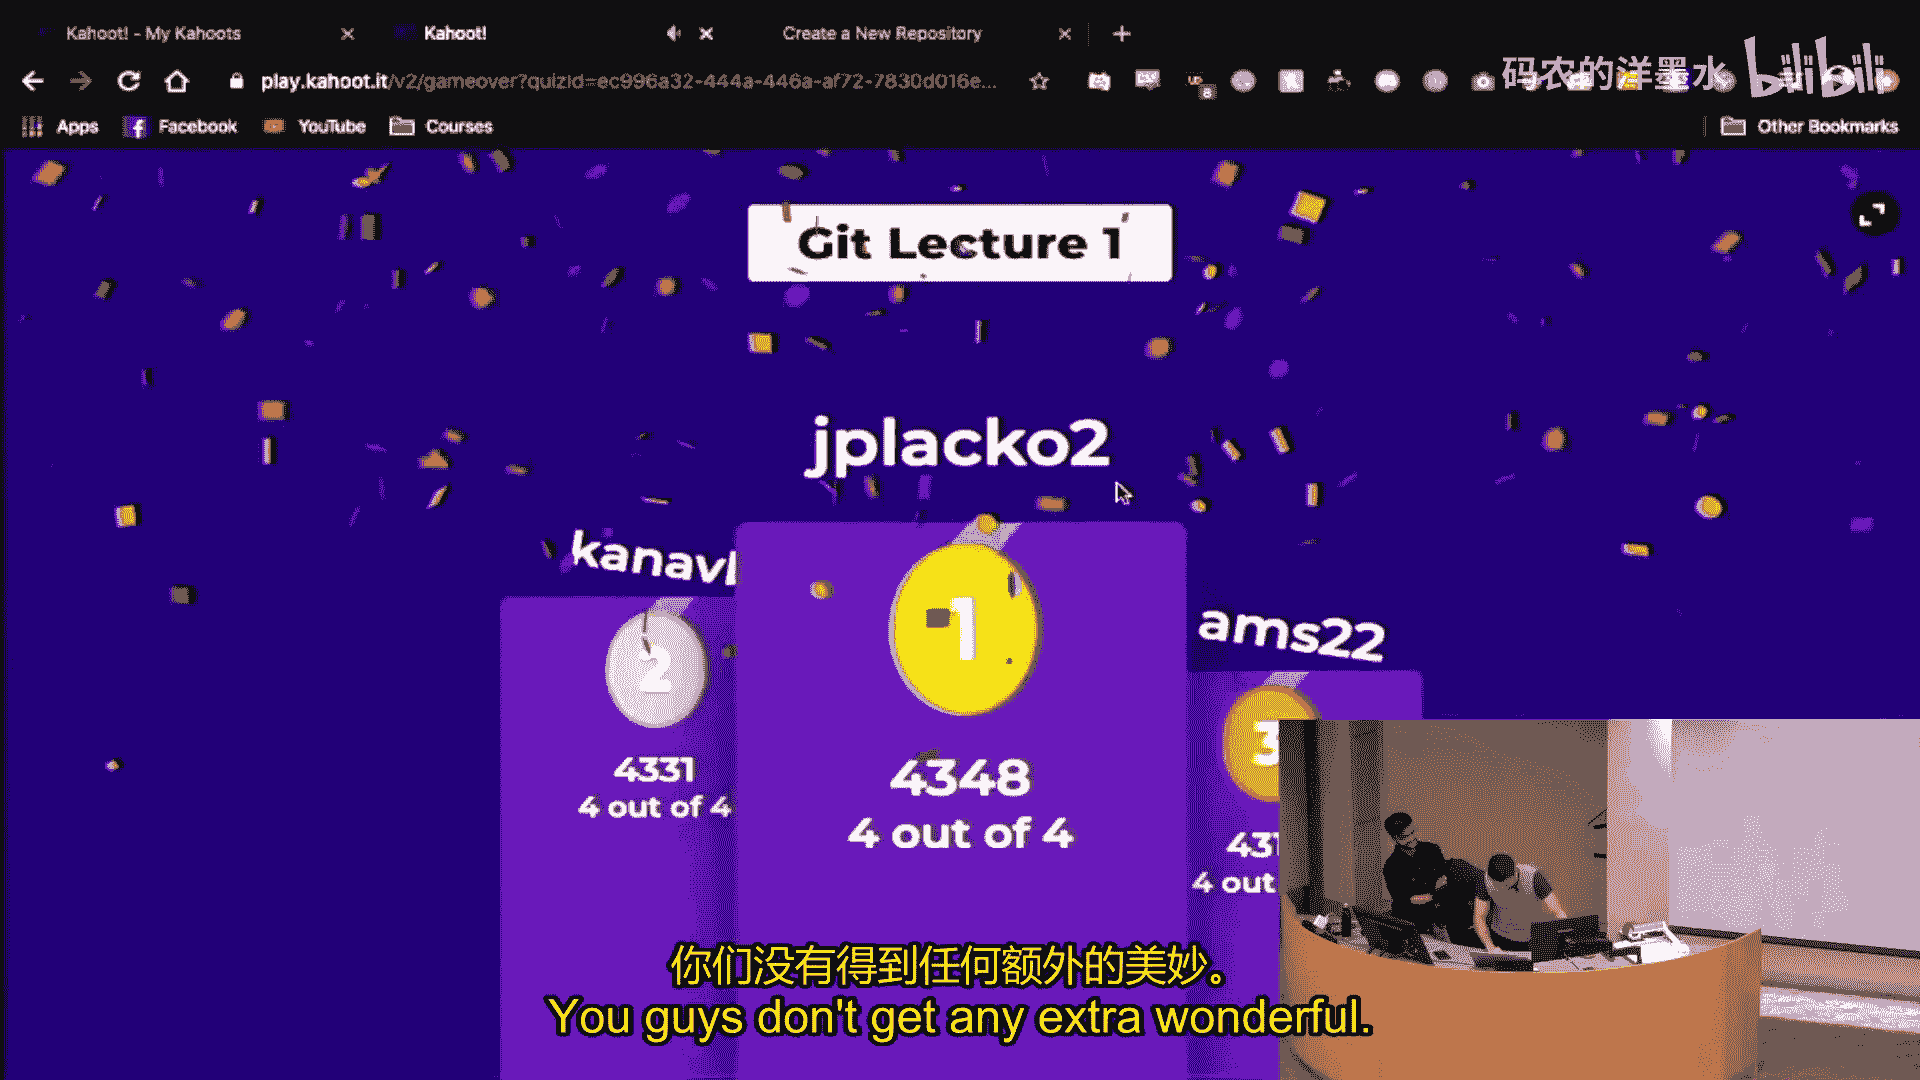 Kahoot! - My Kahoots
Kahoot!
Create a New Repository
play.kahoot.it/v2/gameover?quizId=ec996a32-444a-446a-af72-7830d016e...
码农的洋墨水 bilibili
Apps
Facebook
YouTube
Courses
Other Bookmarks
Git Lecture 1
jplacko2
kanavl
ams22
1
2
3
4348
4 out of 4
4331
4 out of 4
431
4 out
你们没有得到任何额外的美妙。
You guys don't get any extra wonderful.